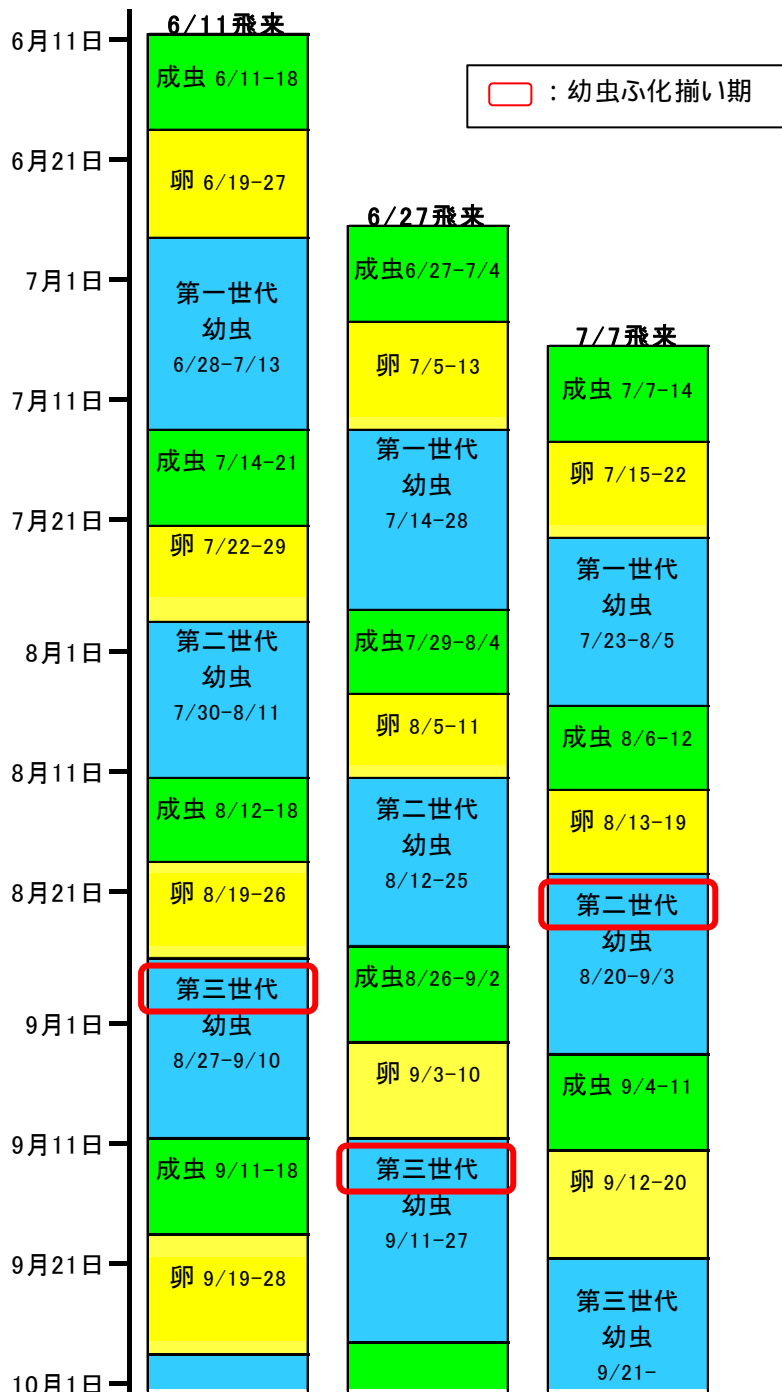 6月11日
6月21日
7月1日
7月11日
7月21日
8月1日
8月11日
8月21日
9月1日
9月11日
9月21日
10月1日
：幼虫ふ化揃い期
6/11飛来
成虫 6/11-18
卵 6/19-27
第一世代
幼虫
6/28-7/13
成虫 7/14-21
卵 7/22-29
第二世代
幼虫
7/30-8/11
成虫 8/12-18
卵 8/19-26
第三世代
幼虫
8/27-9/10
成虫 9/11-18
卵 9/19-28
6/27飛来
成虫6/27-7/4
卵 7/5-13
第一世代
幼虫
7/14-28
成虫7/29-8/4
卵 8/5-11
第二世代
幼虫
8/12-25
成虫8/26-9/2
卵 9/3-10
第三世代
幼虫
9/11-27
7/7飛来
成虫 7/7-14
卵 7/15-22
第一世代
幼虫
7/23-8/5
成虫 8/6-12
卵 8/13-19
第二世代
幼虫
8/20-9/3
成虫 9/4-11
卵 9/12-20
第三世代
幼虫
9/21-